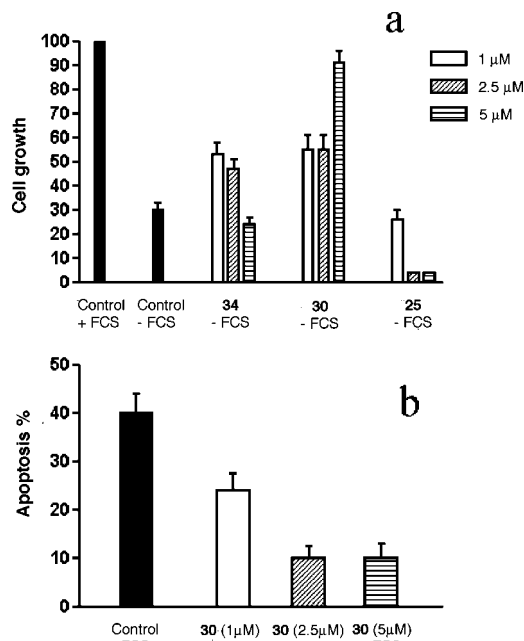 a
100
90
80
70
60
50
40
30
20
10
0
Cell growth
1 µM
2.5 µM
5 µM
Control + FCS
Control - FCS
34 - FCS
30 - FCS
25 - FCS
b
50
40
30
20
10
0
Apoptosis %
Control
30 (1µM)
30 (2.5µM)
30 (5µM)